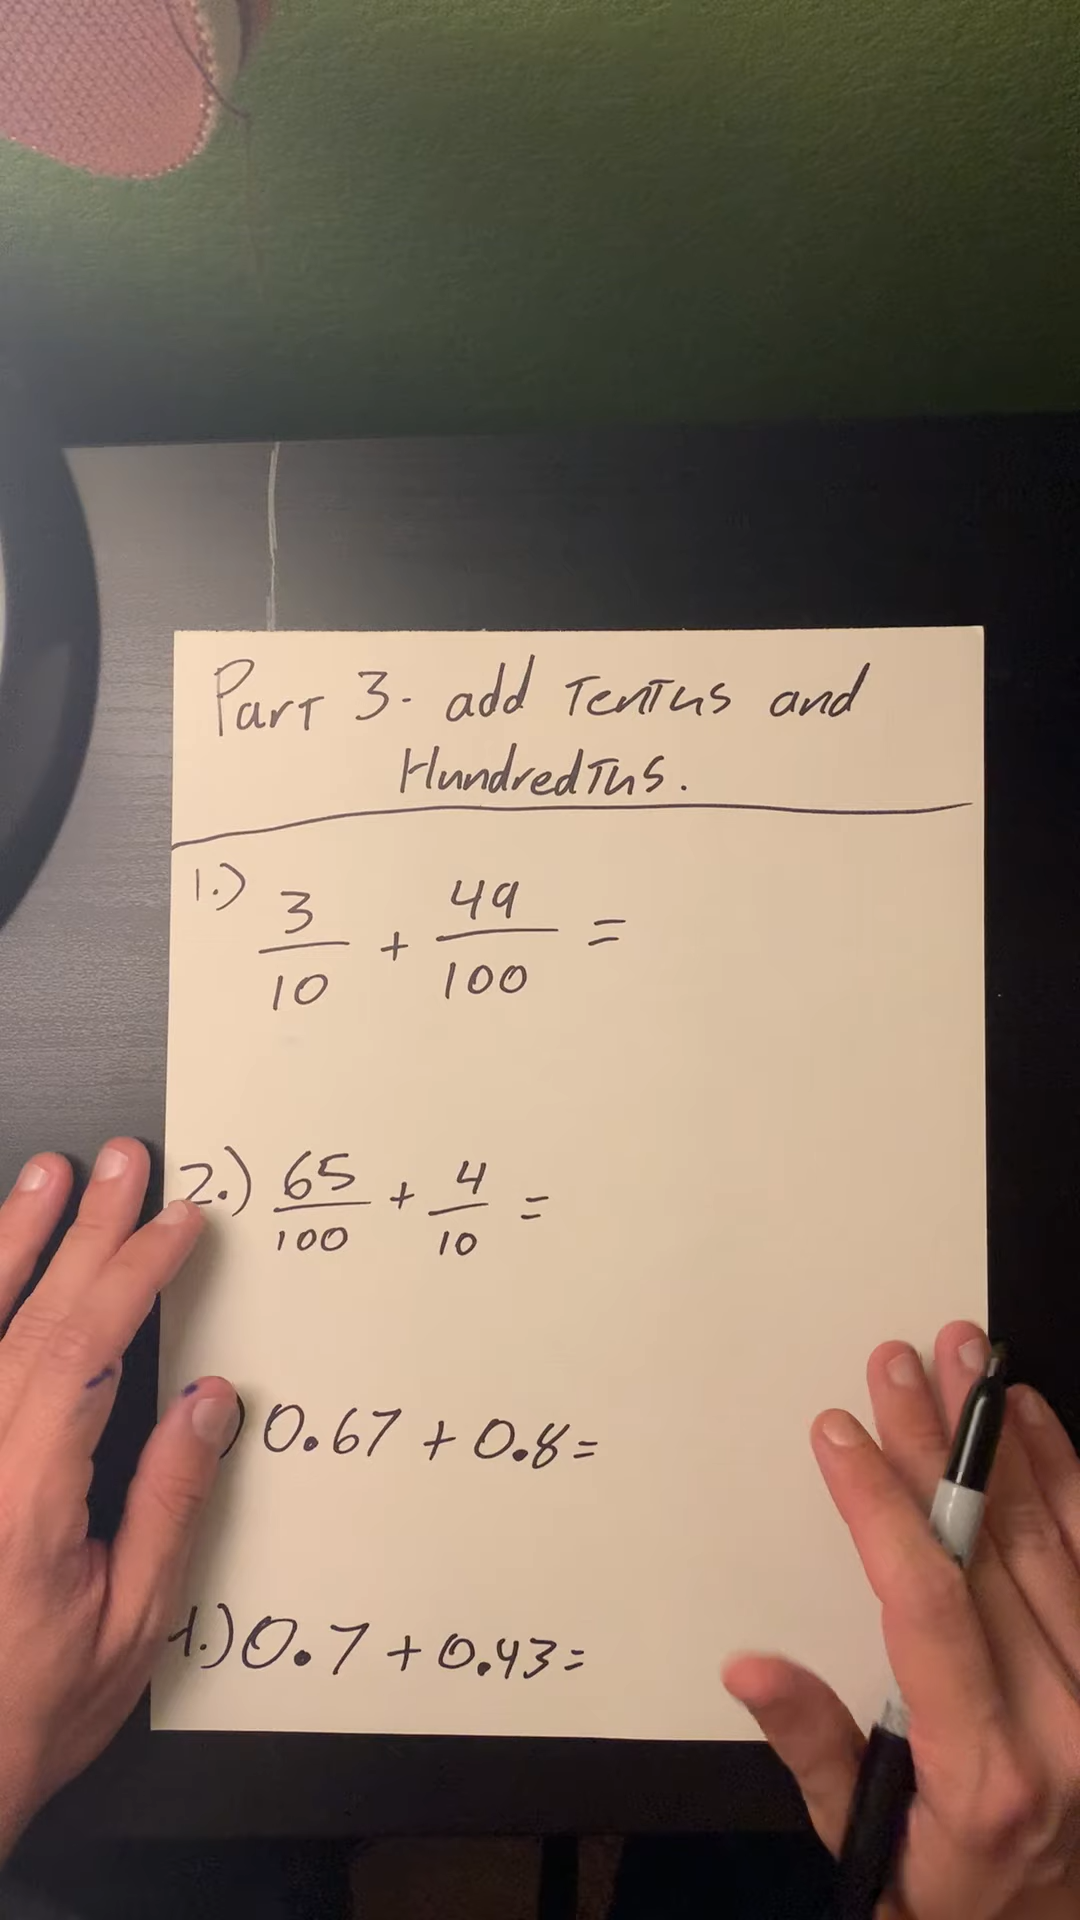 Part 3. add Tenths and
Hundredths.
1.) 3/10 + 49/100 =
2.) 65/100 + 4/10 =
) 0.67 + 0.8=
4.) 0.7 + 0.43=